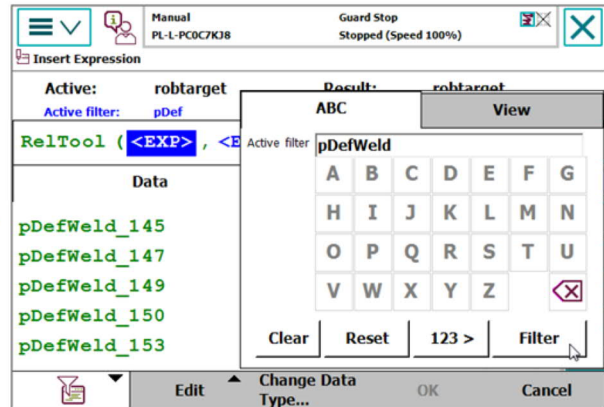 Manual
PL-L-PC0C7KJ8
Guard Stop
Stopped (Speed 100%)
Insert Expression
Active:
robtarget
Result:
robtarget
Active filter:
pDef
RelTool ( <EXP> , <E
Data
pDefWeld_145
pDefWeld_147
pDefWeld_149
pDefWeld_150
pDefWeld_153
ABC
View
Active filter
pDefWeld
A B C D E F G
H I J K L M N
O P Q R S T U
V W X Y Z
Clear
Reset
123 >
Filter
Edit
Change Data
Type...
OK
Cancel